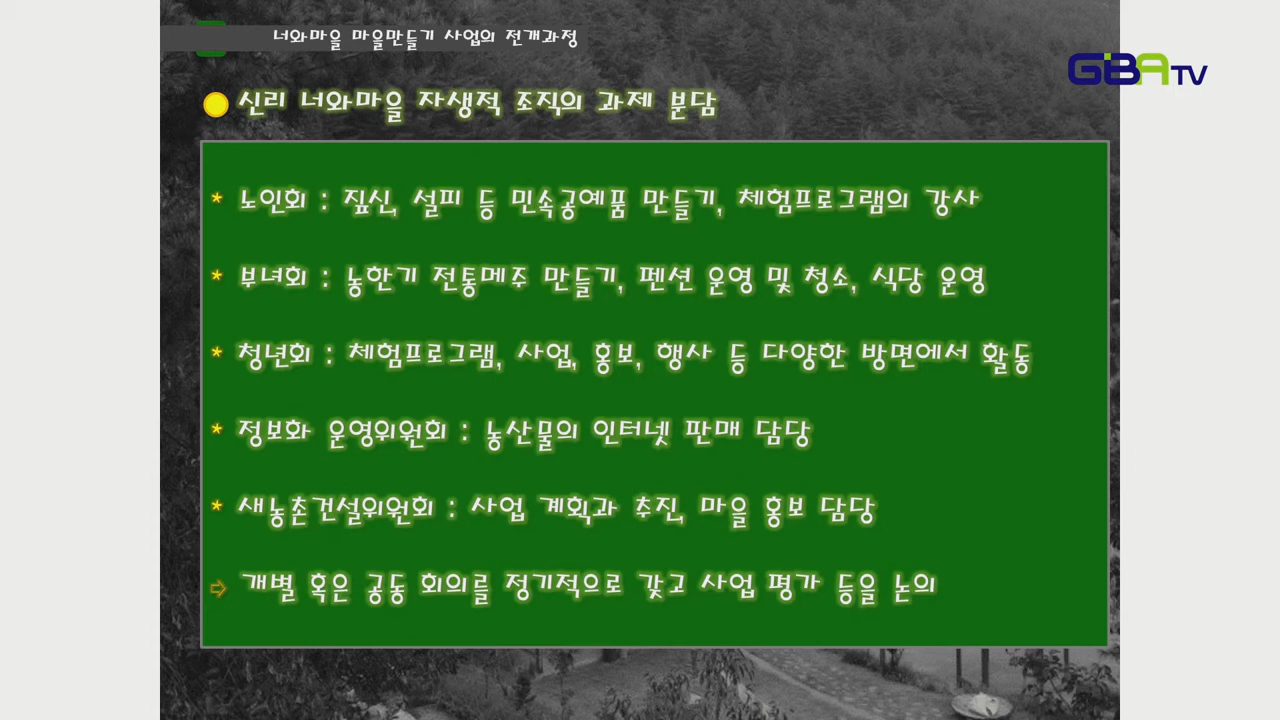 너와마을 마을만들기 사업의 전개과정
GBATV
신리 너와마을 자생적 조직의 과제 분담
* 노인회 : 짚신, 설피 등 민속공예품 만들기, 체험프로그램의 강사
* 부녀회 : 농한기 전통메주 만들기, 펜션 운영 및 청소, 식당 운영
* 청년회 : 체험프로그램, 사업, 홍보, 행사 등 다양한 방면에서 활동
* 정보화 운영위원회 : 농산물의 인터넷 판매 담당
* 새농촌건설위원회 : 사업 계획과 추진, 마을 홍보 담당
⇨ 개별 혹은 공동 회의를 정기적으로 갖고 사업 평가 등을 논의